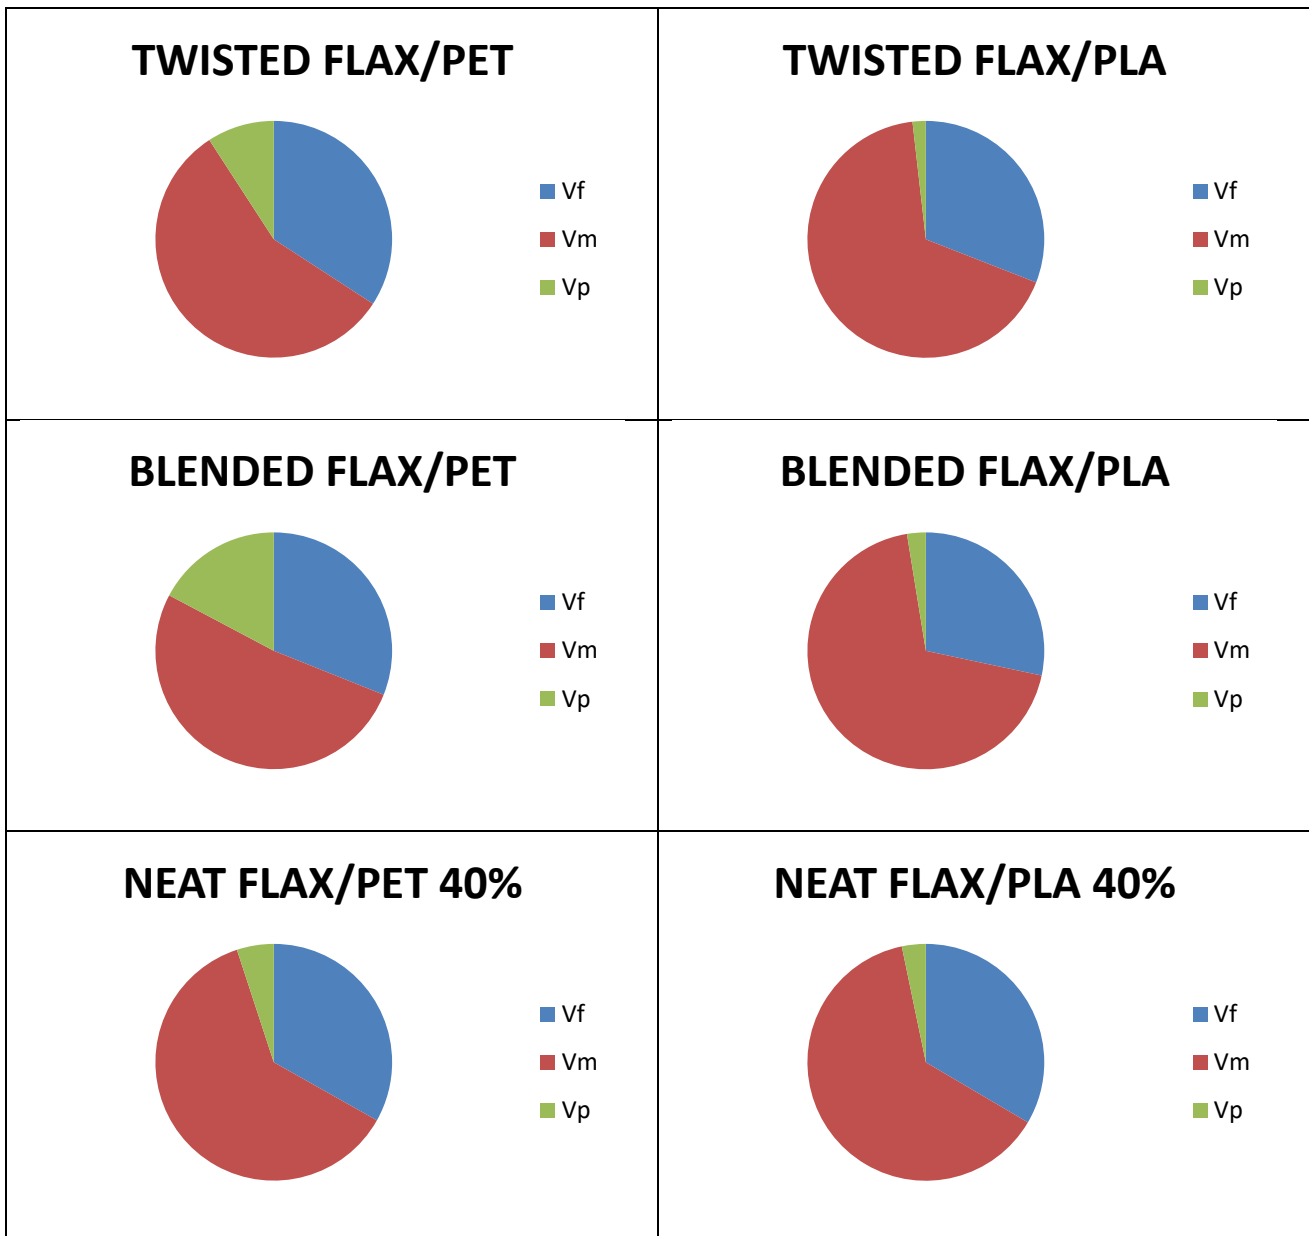 TWISTED FLAX/PET
Vf
Vm
Vp
TWISTED FLAX/PLA
Vf
Vm
Vp
BLENDED FLAX/PET
Vf
Vm
Vp
BLENDED FLAX/PLA
Vf
Vm
Vp
NEAT FLAX/PET 40%
Vf
Vm
Vp
NEAT FLAX/PLA 40%
Vf
Vm
Vp